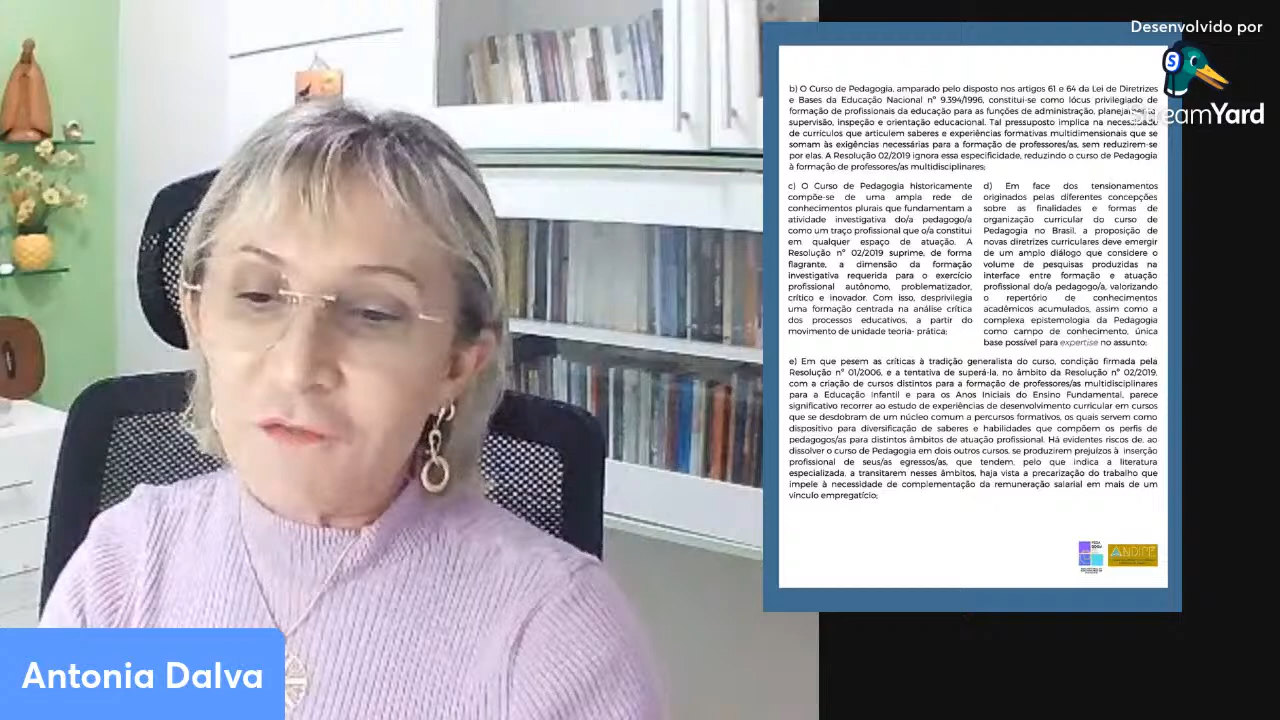 Desenvolvido por
StreamYard
b) O Curso de Pedagogia, amparado pelo disposto nos artigos 61 e 64 da Lei de Diretrizes
e Bases da Educação Nacional nº 9.394/1996, constitui-se como lócus privilegiado de
formação de profissionais da educação para as funções de administração,
supervisão, inspeção e orientação educacional. Tal pressuposto implica na
de currículos que articulem saberes e experiências formativas multidimensionais que se
somam às exigências necessárias para a formação de professores/as, sem reduzirem-se
por elas. A Resolução 02/2019 ignora essa especificidade, reduzindo o curso de Pedagogia
à formação de professores/as multidisciplinares;
c) O Curso de Pedagogia historicamente
compõe-se de uma ampla rede de
conhecimentos plurais que fundamentam a
atividade investigativa do/a pedagogo/a
como um traço profissional que o/a constitui
em qualquer espaço de atuação. A
Resolução nº 02/2019 suprime, de forma
flagrante, a dimensão da formação
investigativa requerida para o exercício
profissional autônomo, problematizador,
crítico e inovador. Com isso, desprivilegia
uma formação centrada na análise crítica
dos processos educativos, a partir do
movimento de unidade teoria- prática;
d) Em face dos tensionamentos
originados pelas diferentes concepções
sobre as finalidades e formas de
organização curricular do curso de
Pedagogia no Brasil, a proposição de
novas diretrizes curriculares deve emergir
de um amplo diálogo que considere o
volume de pesquisas produzidas na
interface entre formação e atuação
profissional do/a pedagogo/a, valorizando
o repertório de conhecimentos
acadêmicos acumulados, assim como a
complexa epistemologia da Pedagogia
como campo de conhecimento, única
base possível para expertise no assunto;
e) Em que pesem as críticas à tradição generalista do curso, condição firmada pela
Resolução nº 01/2006, e a tentativa de superá-la, no âmbito da Resolução nº 02/2019,
com a criação de cursos distintos para a formação de professores/as multidisciplinares
para a Educação Infantil e para os Anos Iniciais do Ensino Fundamental, parece
significativo recorrer ao estudo de experiências de desenvolvimento curricular em cursos
que se desdobram de um núcleo comum a percursos formativos, os quais servem como
dispositivo para diversificação de saberes e habilidades que compõem os perfis de
pedagogos/as para distintos âmbitos de atuação profissional. Há evidentes riscos de, ao
dissolver o curso de Pedagogia em dois outros cursos, se produzirem prejuízos à inserção
profissional de seus/as egressos/as, que tendem, pelo que indica a literatura
especializada, a transitarem nesses âmbitos, haja vista a precarização do trabalho que
impele à necessidade de complementação da remuneração salarial em mais de um
vínculo empregatício;
ANDIPE
Antonia Dalva